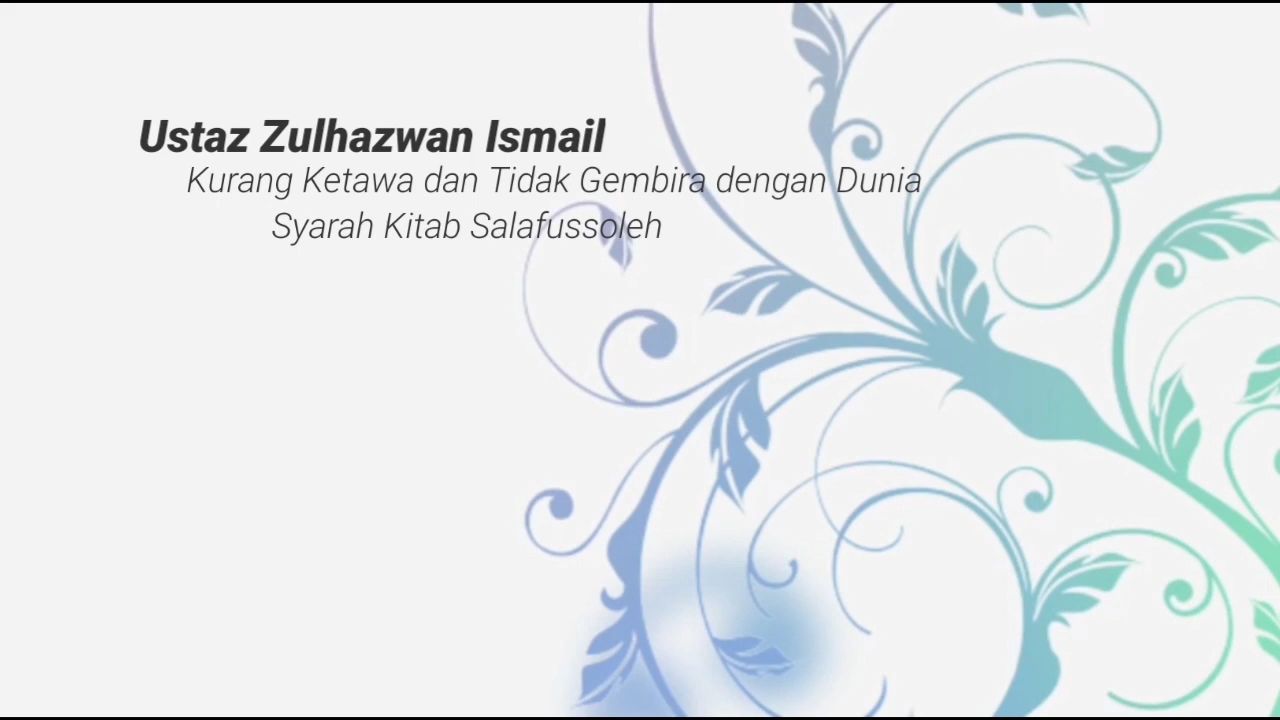 Ustaz Zulhazwan Ismail
Kurang Ketawa dan Tidak Gembira dengan Dunia
Syarah Kitab Salafussoleh